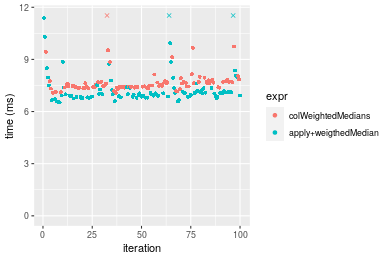 12
9
6
3
0
time (ms)
0
25
50
75
100
iteration
expr
colWeightedMedians
apply+weigthedMedian